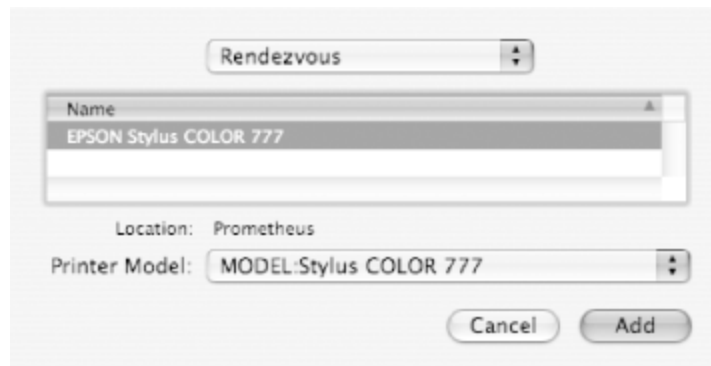 Rendezvous
Name
EPSON Stylus COLOR 777
Location: Prometheus
Printer Model: MODEL:Stylus COLOR 777
Cancel Add